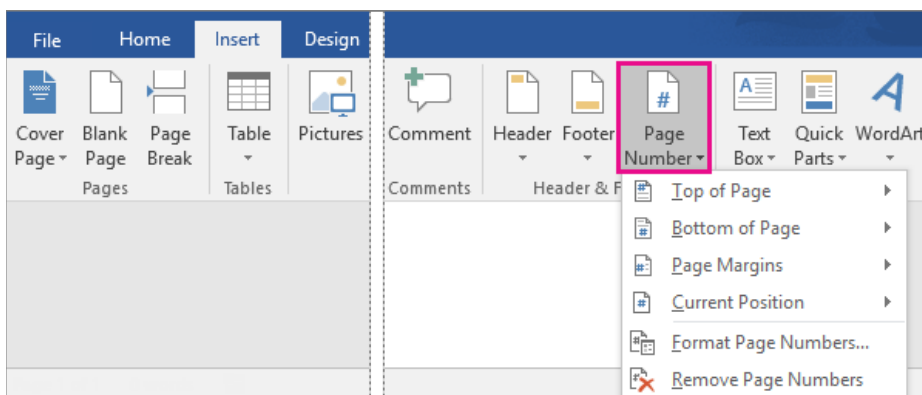 File Home Insert Design
Cover Page Blank Page Page Break Table Pictures Comment Header Footer Page Number Text Box Quick Parts WordArt
Pages Tables Comments Header & F
Top of Page
Bottom of Page
Page Margins
Current Position
Format Page Numbers...
Remove Page Numbers